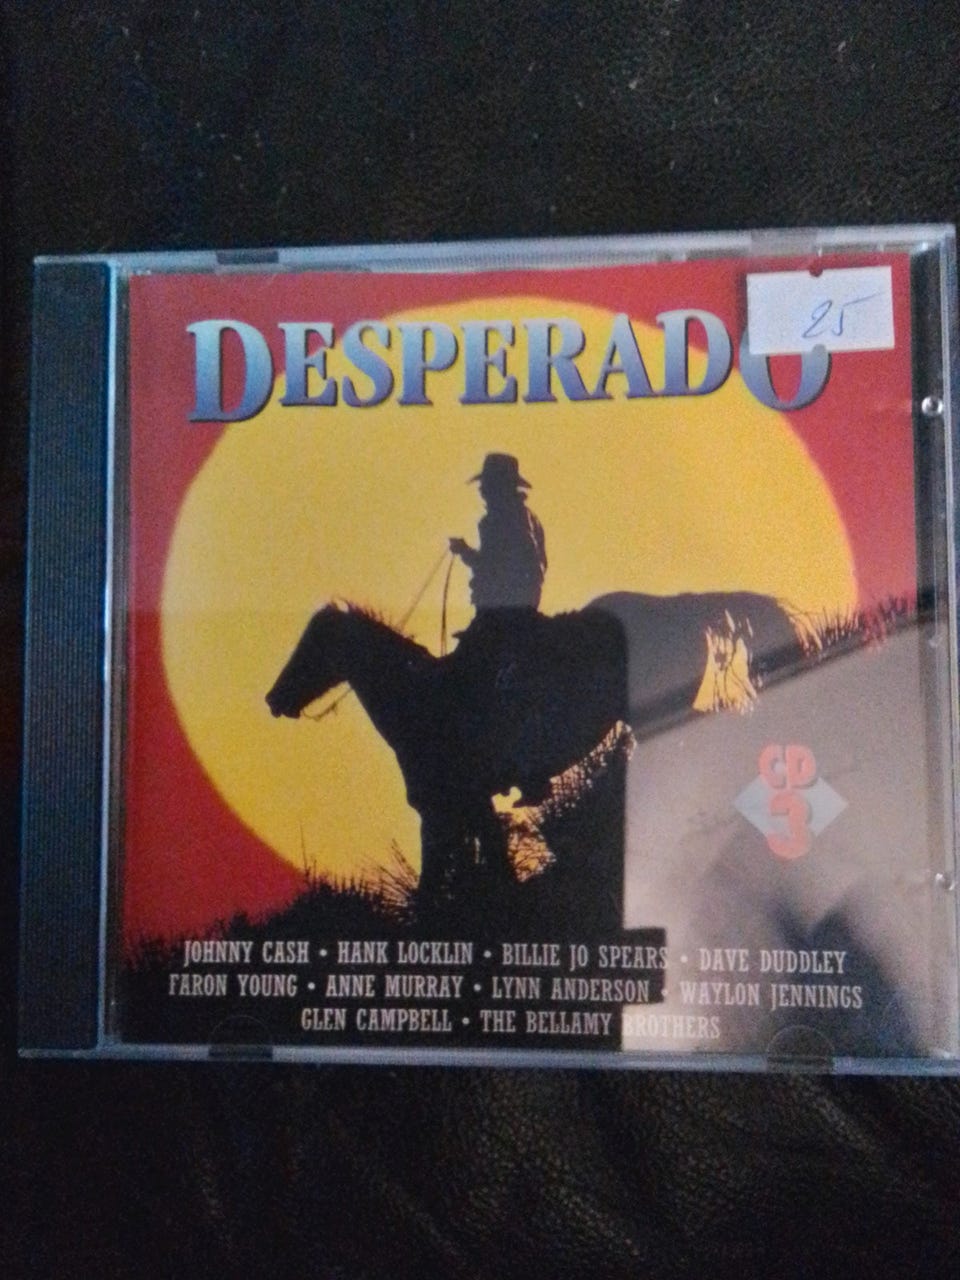 DESPERADO
25
CD
3
JOHNNY CASH • HANK LOCKLIN • BILLIE JO SPEARS • DAVE DUDDLEY
FARON YOUNG • ANNE MURRAY • LYNN ANDERSON • WAYLON JENNINGS
GLEN CAMPBELL • THE BELLAMY BROTHERS